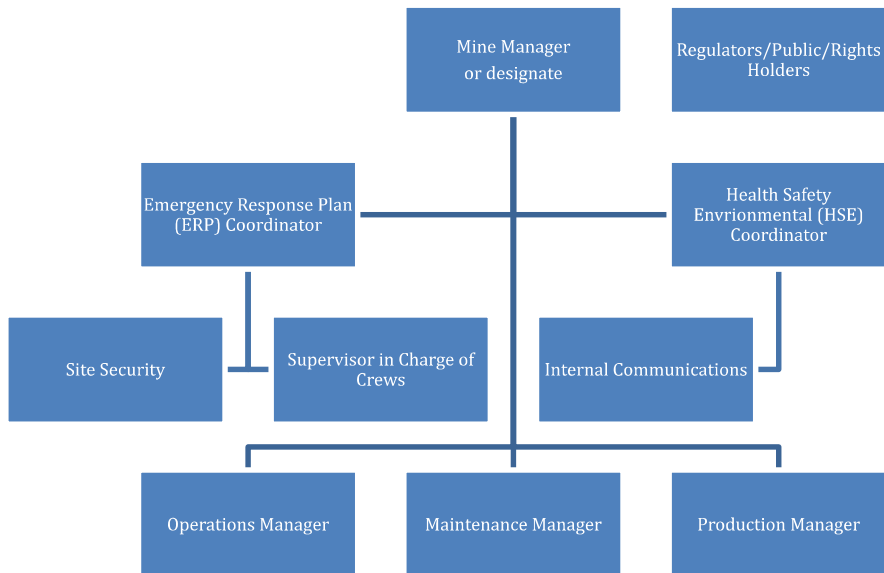 Mine Manager
or designate
Regulators/Public/Rights
Holders
Emergency Response Plan
(ERP) Coordinator
Health Safety
Envrionmental (HSE)
Coordinator
Site Security
Supervisor in Charge of
Crews
Internal Communications
Operations Manager
Maintenance Manager
Production Manager